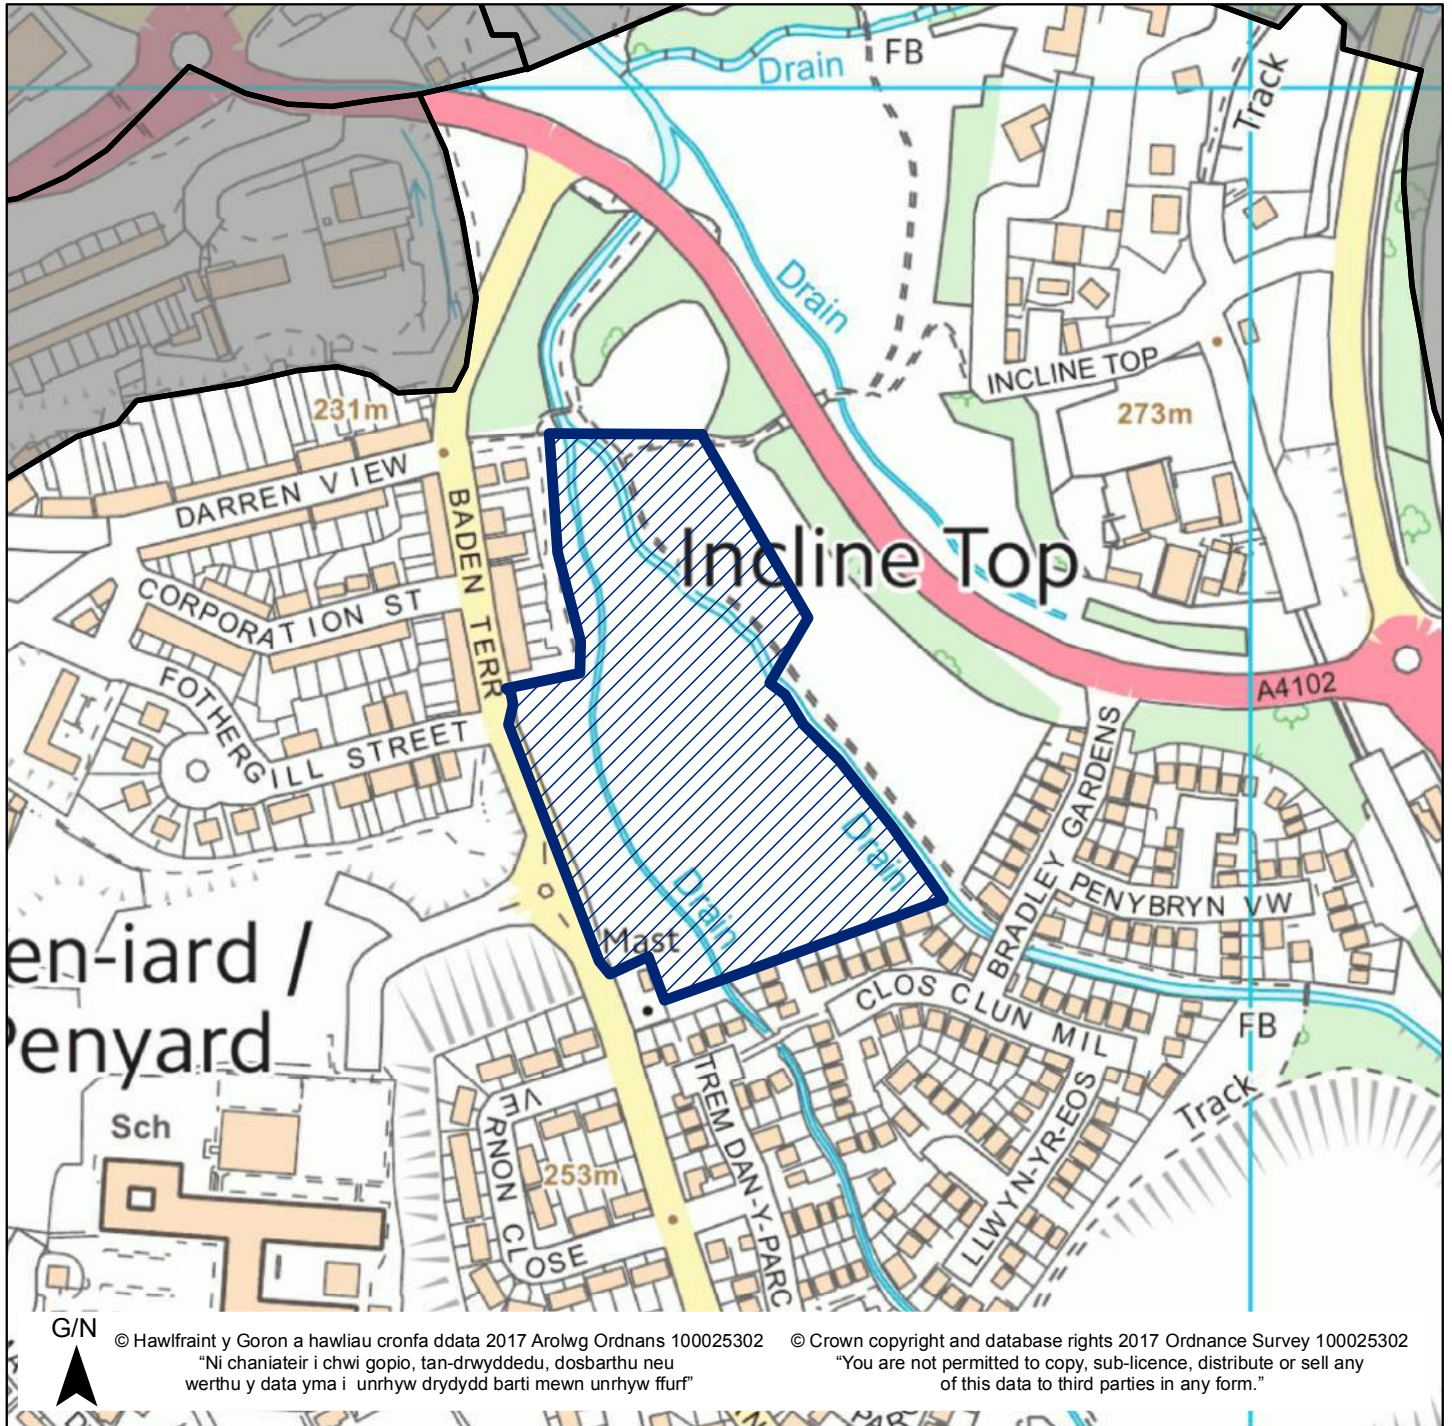 Drain
FB
Track
Drain
INCLINE TOP
231m
273m
DARREN VIEW
BADEN TERR
Incline Top
CORPORATION ST
FOTHERGILL STREET
A4102
BRADLEY GARDENS
Drain
Drain
PENYBRYN VW
Mast
en-iard /
Penyard
CLOS CLUN MIL
FB
Track
Sch
VERNON CLOSE
253m
TREM DAN-Y-PARC
LLWYN-YR-EOS
G/N
© Hawlfraint y Goron a hawliau cronfa ddata 2017 Arolwg Ordnans 100025302
“Ni chaniateir i chwi gopio, tan-drwyddedu, dosbarthu neu
werthu y data yma i unrhyw drydydd barti mewn unrhyw ffurf”
© Crown copyright and database rights 2017 Ordnance Survey 100025302
“You are not permitted to copy, sub-licence, distribute or sell any
of this data to third parties in any form.”